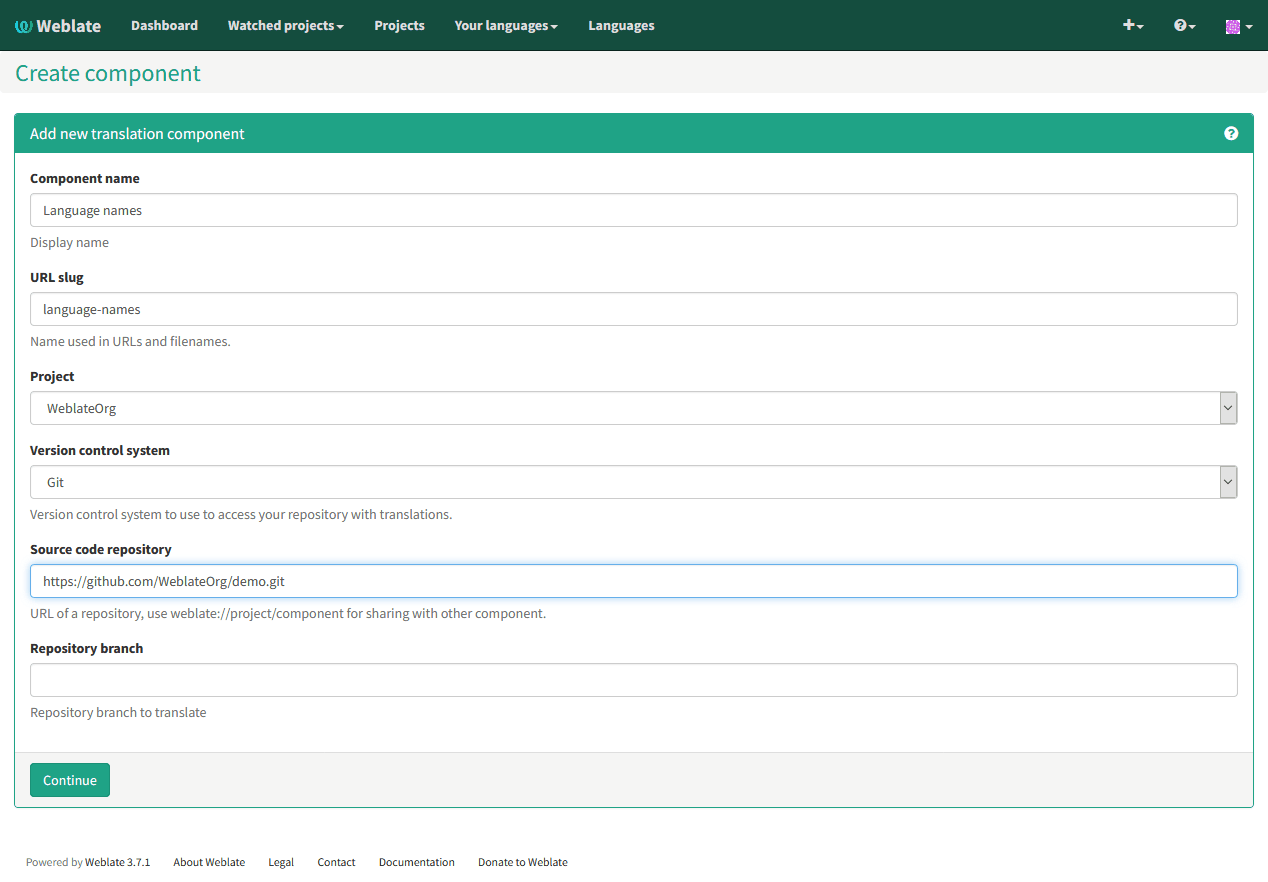 Weblate Dashboard Watched projects Projects Your languages Languages
Create component
Add new translation component
Component name
Language names
Display name
URL slug
language-names
Name used in URLs and filenames.
Project
WeblateOrg
Version control system
Git
Version control system to use to access your repository with translations.
Source code repository
https://github.com/WeblateOrg/demo.git
URL of a repository, use weblate://project/component for sharing with other component.
Repository branch
Repository branch to translate
Continue
Powered by Weblate 3.7.1 About Weblate Legal Contact Documentation Donate to Weblate